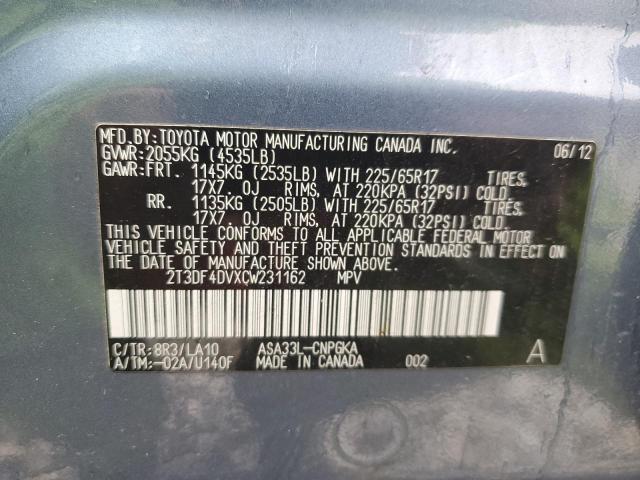 MFD.BY:TOYOTA MOTOR MANUFACTURING CANADA INC. 06/12
GVWR:2055KG (4535LB)
GAWR:FRT. 1145KG (2535LB) WITH 225/65R17 TIRES.
17X7. 0J RIMS, AT 220KPA (32PSI) COLD.
RR. 1135KG (2505LB) WITH 225/65R17 TIRES,
17X7. 0J RIMS, AT 220KPA (32PSI) COLD.
THIS VEHICLE CONFORMS TO ALL APPLICABLE FEDERAL MOTOR
VEHICLE SAFETY AND THEFT PREVENTION STANDARDS IN EFFECT ON
THE DATE OF MANUFACTURE SHOWN ABOVE.
2T3DF4DVXCW231162 MPV
C/TR:8R3/LA10 ASA33L-CNPGKA
A/TM:-02A/U140F MADE IN CANADA 002 A